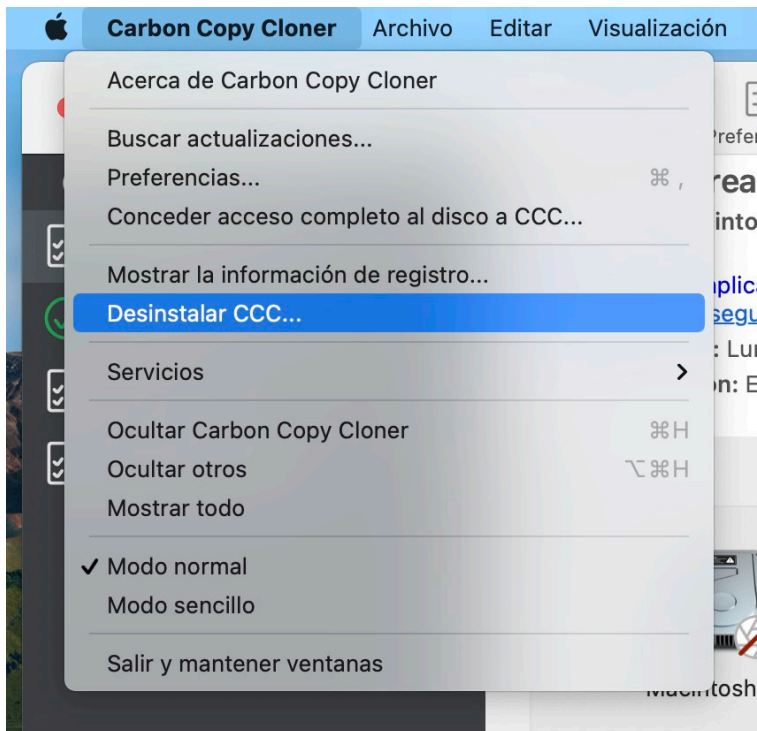 Carbon Copy Cloner Archivo Editar Visualización
Acerca de Carbon Copy Cloner
Buscar actualizaciones...
Preferencias... ⌘ ,
Conceder acceso completo al disco a CCC...
Mostrar la información de registro...
Desinstalar CCC...
Servicios
Ocultar Carbon Copy Cloner ⌘H
Ocultar otros ⌥⌘H
Mostrar todo
✓ Modo normal
Modo sencillo
Salir y mantener ventanas